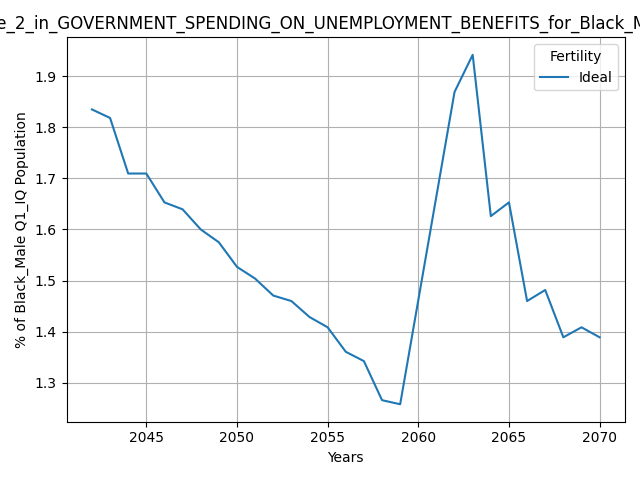 e_2_in_GOVERNMENT_SPENDING_ON_UNEMPLOYMENT_BENEFITS_for_Black_M
Fertility
Ideal
1.9
1.8
1.7
1.6
1.5
1.4
1.3
% of Black_Male Q1_IQ Population
2045 2050 2055 2060 2065 2070
Years